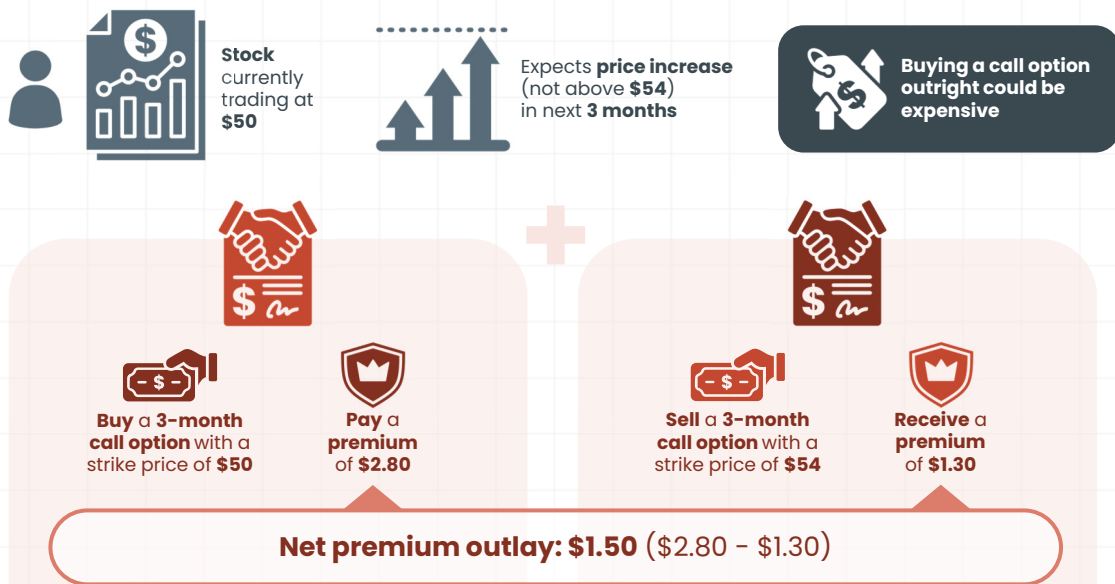 Stock
currently
trading at
$50
Expects price increase
(not above $54)
in next 3 months
Buying a call option
outright could be
expensive
Buy a 3-month
call option with a
strike price of $50
Pay a
premium
of $2.80
Sell a 3-month
call option with a
strike price of $54
Receive a
premium
of $1.30
Net premium outlay: $1.50 ($2.80 - $1.30)